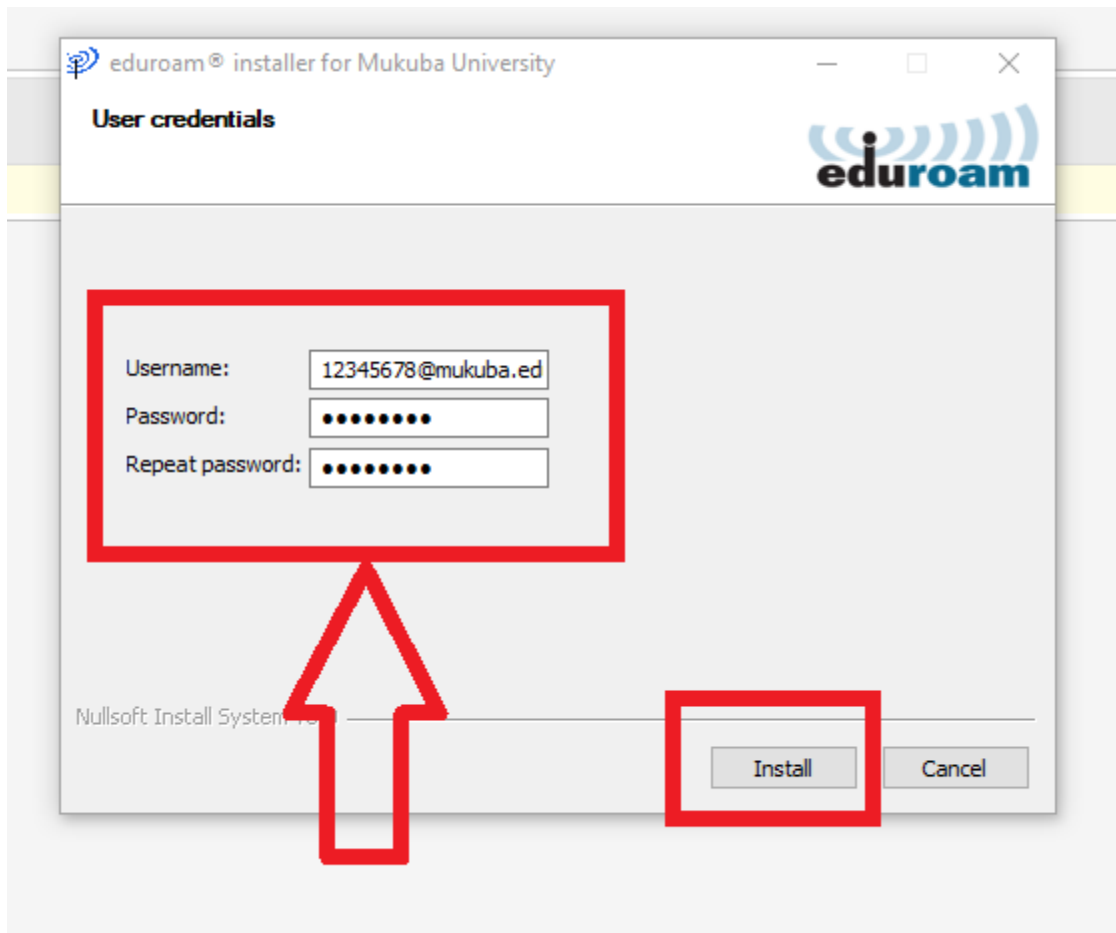 eduroam® installer for Mukuba University
User credentials
eduroam
Username: 12345678@mukuba.ed
Password: ●●●●●●●●
Repeat password: ●●●●●●●●
Nullsoft Install System
Install Cancel